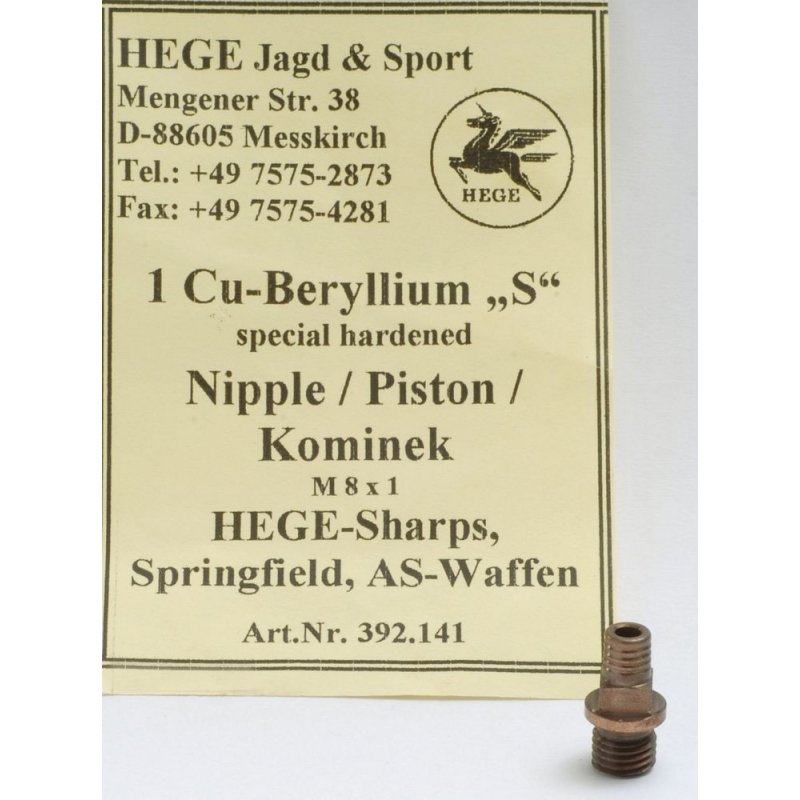 HEGE Jagd & Sport
Mengener Str. 38
D-88605 Messkirch
Tel.: +49 7575-2873
Fax: +49 7575-4281
HEGE
1 Cu-Beryllium „S“
special hardened
Nipple / Piston /
Kominek
M 8 x 1
HEGE-Sharps,
Springfield, AS-Waffen
Art.Nr. 392.141